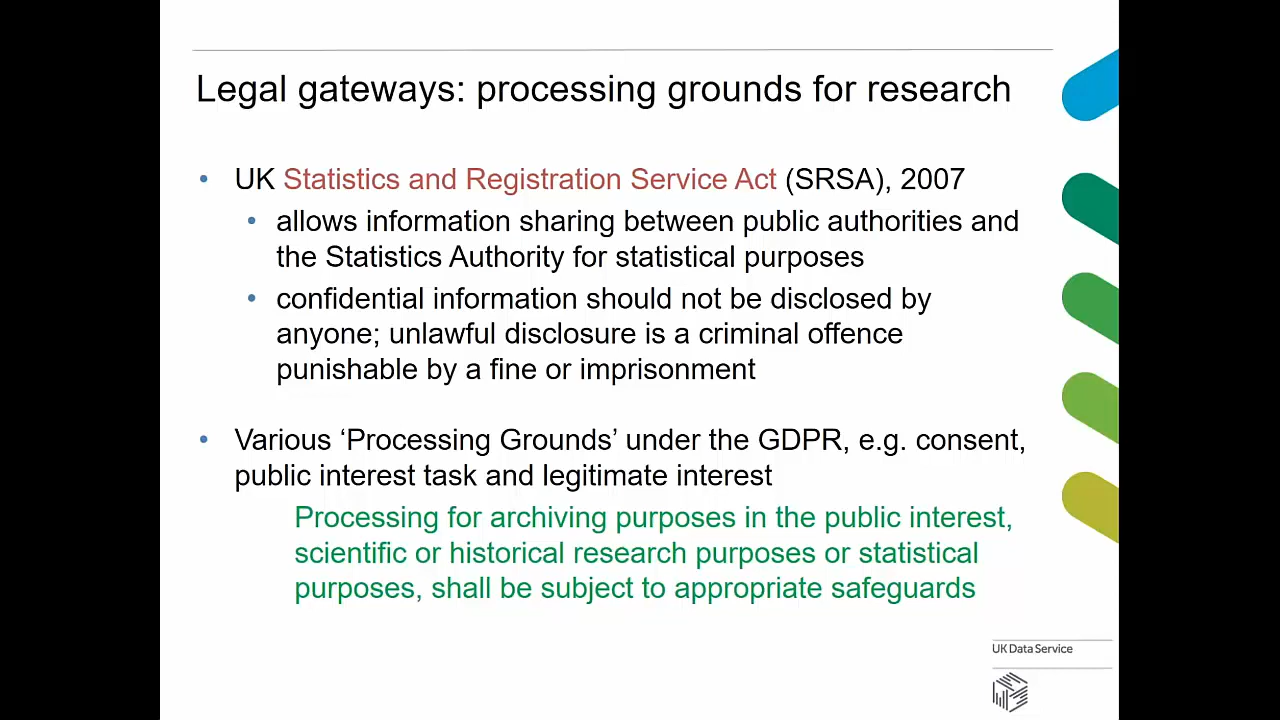 Legal gateways: processing grounds for research
• UK Statistics and Registration Service Act (SRSA), 2007
• allows information sharing between public authorities and
the Statistics Authority for statistical purposes
• confidential information should not be disclosed by
anyone; unlawful disclosure is a criminal offence
punishable by a fine or imprisonment
• Various ‘Processing Grounds’ under the GDPR, e.g. consent,
public interest task and legitimate interest
Processing for archiving purposes in the public interest,
scientific or historical research purposes or statistical
purposes, shall be subject to appropriate safeguards
UK Data Service